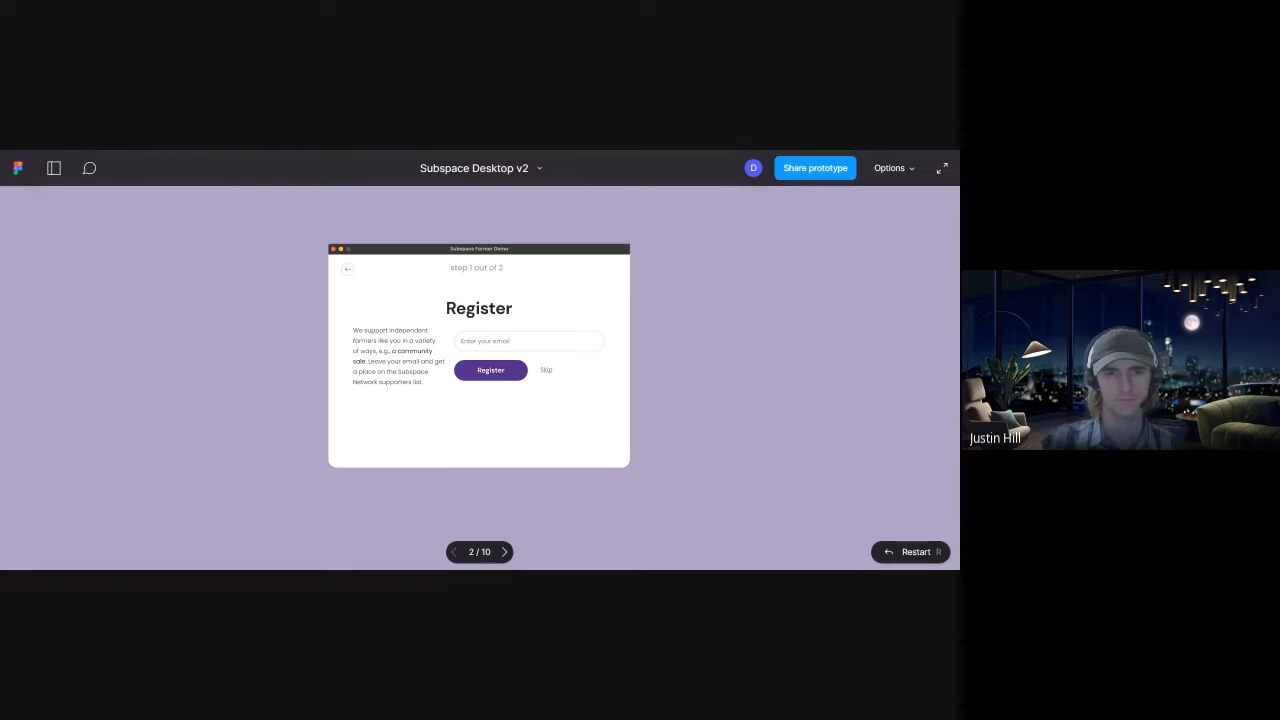 Subspace Desktop v2
D
Share prototype
Options
Subspave Farmer Demo
step 1 out of 2
Register
We support independent
farmers like you in a variety
of ways, e.g., a community
sale. Leave your email and get
a place on the Subspace
Network supporters list.
Enter your email
Register
Skip
2 / 10
Restart R
Justin Hill